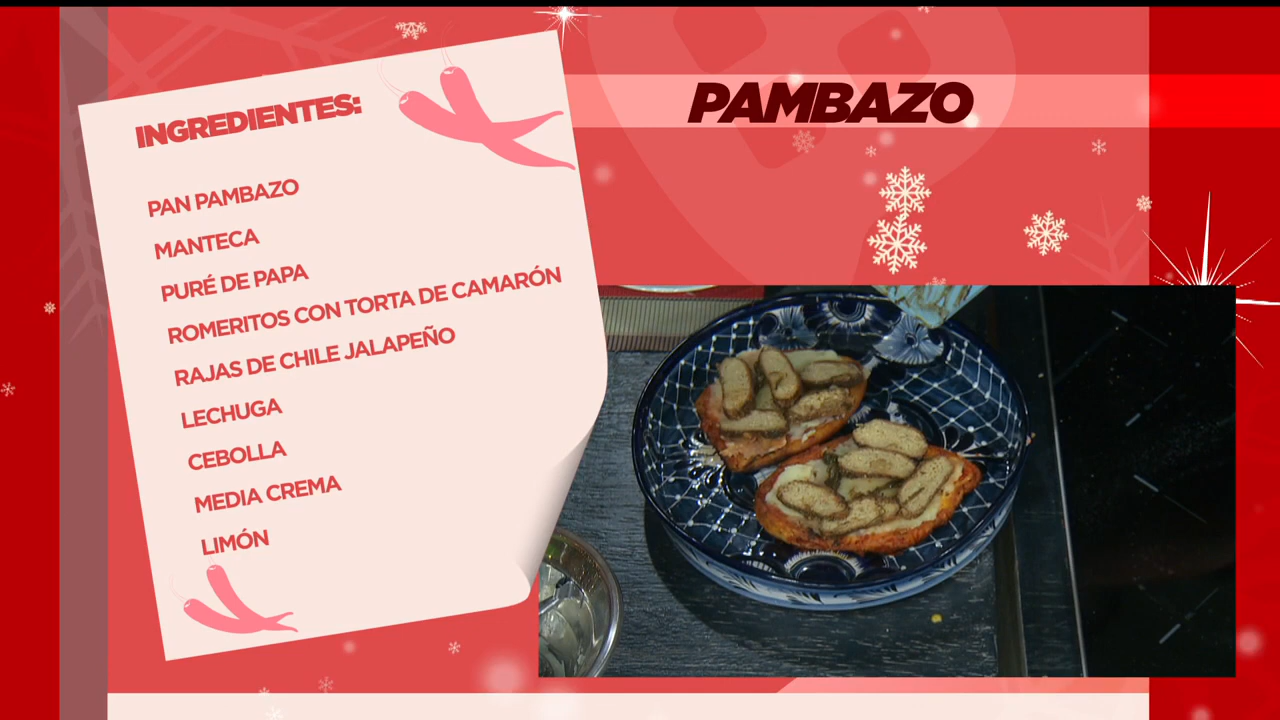 PAMBAZO
INGREDIENTES:
PAN PAMBAZO
MANTECA
PURÉ DE PAPA
ROMERITOS CON TORTA DE CAMARÓN
RAJAS DE CHILE JALAPEÑO
LECHUGA
CEBOLLA
MEDIA CREMA
LIMÓN